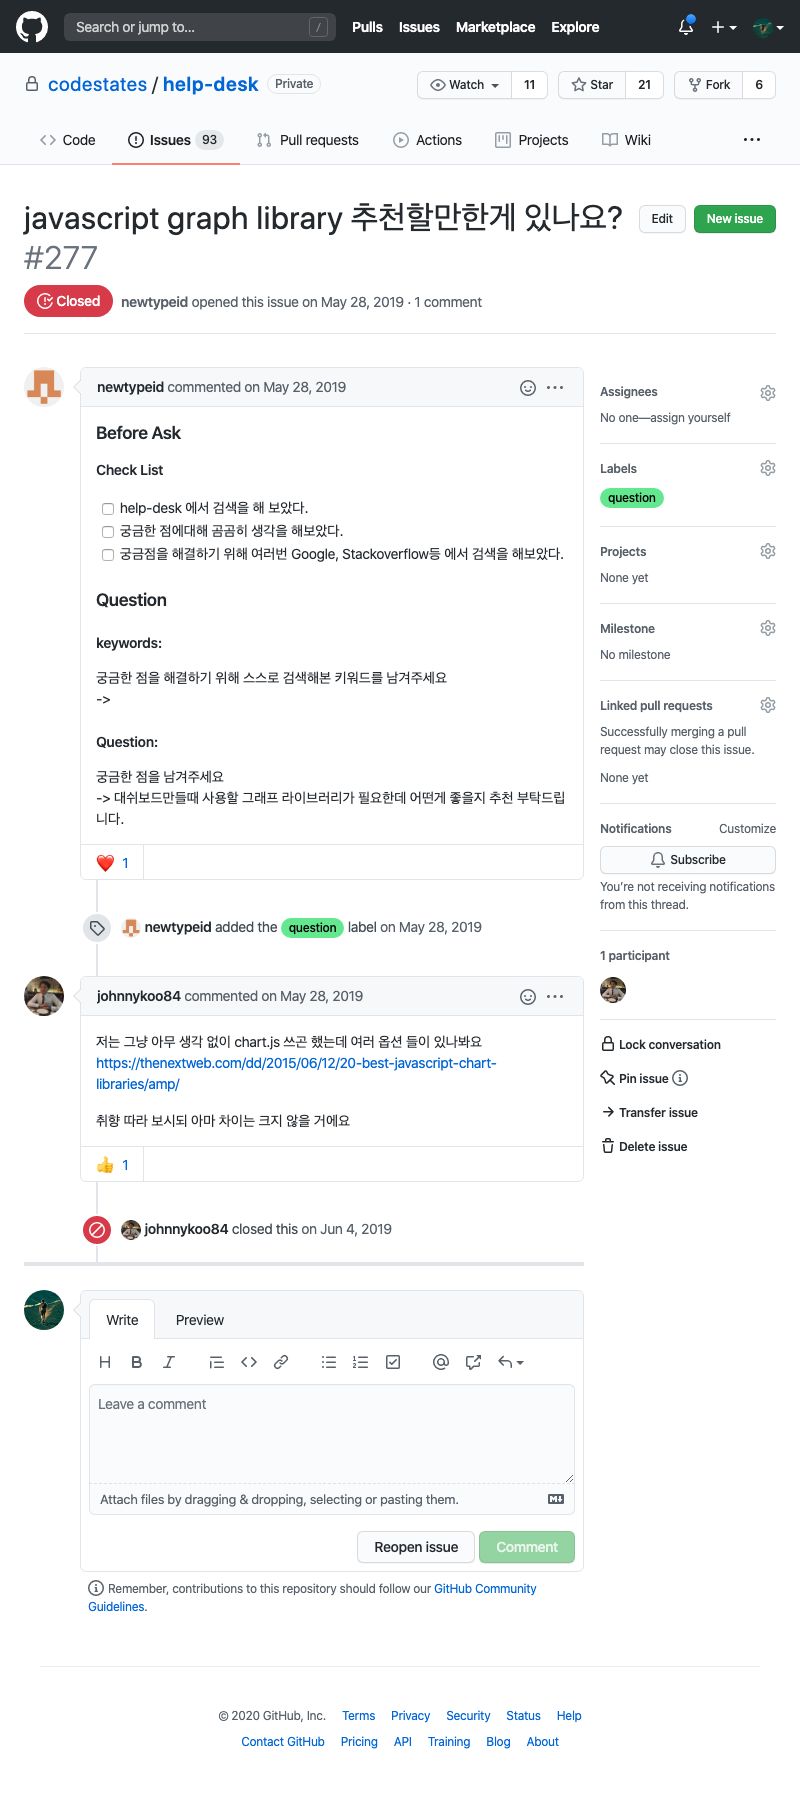 Search or jump to... /
Pulls Issues Marketplace Explore
codestates / help-desk Private
Watch 11 Star 21 Fork 6
Code Issues 93 Pull requests Actions Projects Wiki ...
javascript graph library 추천할만한게 있나요?
#277
Edit New issue
Closed newtypeid opened this issue on May 28, 2019 · 1 comment
newtypeid commented on May 28, 2019
Before Ask
Check List
help-desk 에서 검색을 해 보았다.
궁금한 점에대해 곰곰히 생각을 해보았다.
궁금점을 해결하기 위해 여러번 Google, Stackoverflow등 에서 검색을 해보았다.
Question
keywords:
궁금한 점을 해결하기 위해 스스로 검색해본 키워드를 남겨주세요
->
Question:
궁금한 점을 남겨주세요
-> 대쉬보드만들때 사용할 그래프 라이브러리가 필요한데 어떤게 좋을지 추천 부탁드립
니다.
❤️ 1
newtypeid added the question label on May 28, 2019
johnnykoo84 commented on May 28, 2019
저는 그냥 아무 생각 없이 chart.js 쓰곤 했는데 여러 옵션 들이 있나봐요
https://thenextweb.com/dd/2015/06/12/20-best-javascript-chart-
libraries/amp/
취향 따라 보시되 아마 차이는 크지 않을 거에요
👍 1
johnnykoo84 closed this on Jun 4, 2019
Assignees
No one—assign yourself
Labels
question
Projects
None yet
Milestone
No milestone
Linked pull requests
Successfully merging a pull
request may close this issue.
None yet
Notifications Customize
Subscribe
You're not receiving notifications
from this thread.
1 participant
Lock conversation
Pin issue
Transfer issue
Delete issue
Write Preview
H B I
Leave a comment
Attach files by dragging & dropping, selecting or pasting them.
Reopen issue Comment
Remember, contributions to this repository should follow our GitHub Community
Guidelines.
© 2020 GitHub, Inc. Terms Privacy Security Status Help
Contact GitHub Pricing API Training Blog About